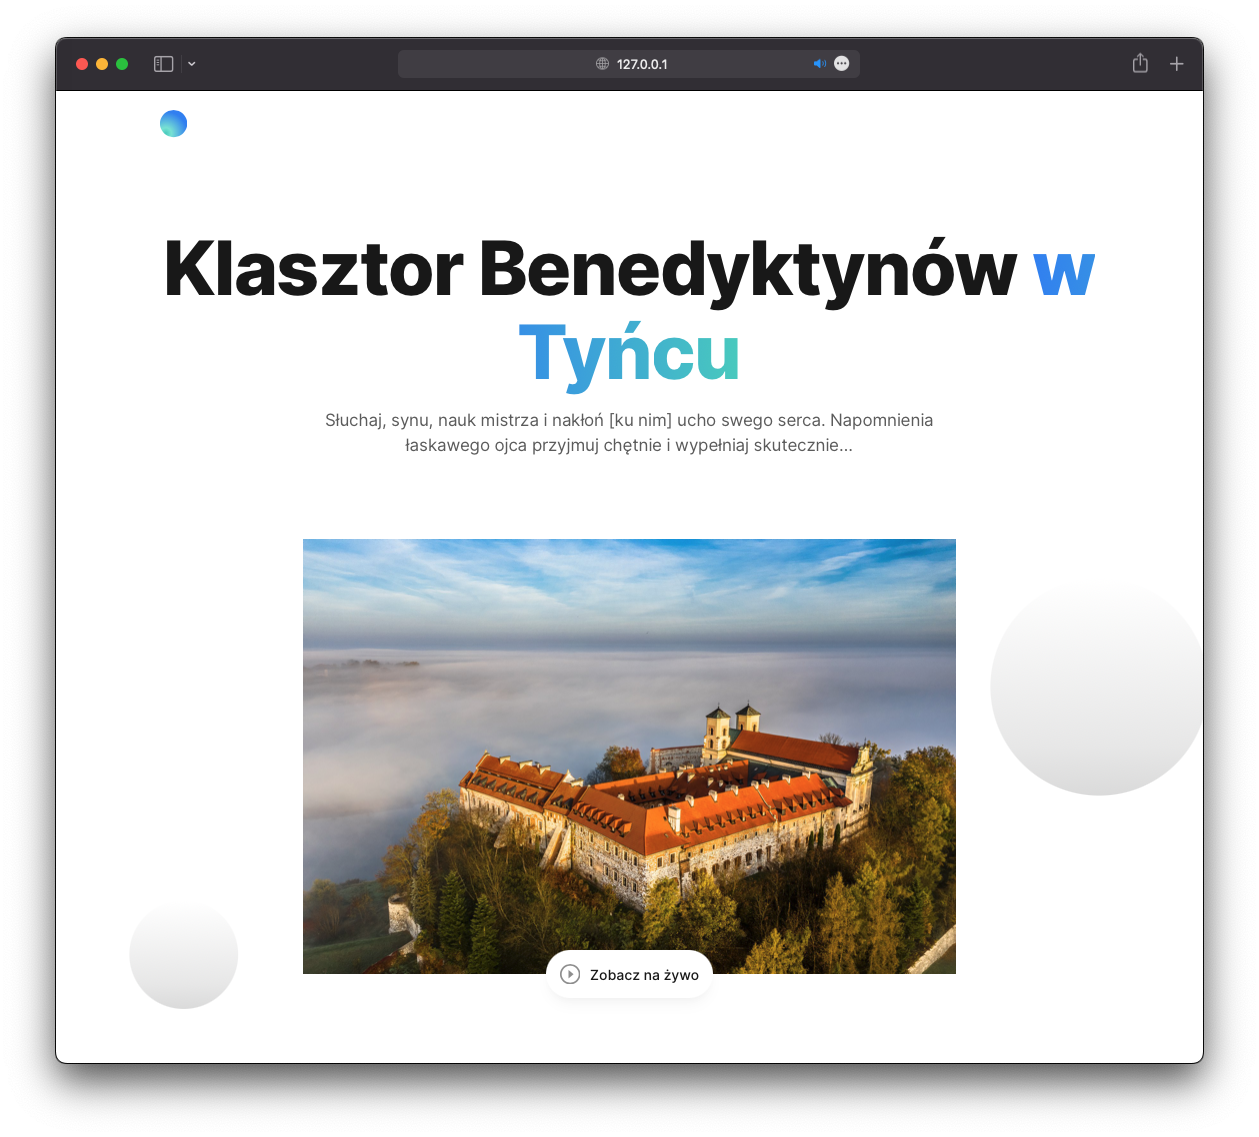 127.0.0.1
Klasztor Benedyktynów w
Tyńcu
Słuchaj, synu, nauk mistrza i nakłoń [ku nim] ucho swego serca. Napomnienia
łaskawego ojca przyjmuj chętnie i wypełniaj skutecznie...
Zobacz na żywo